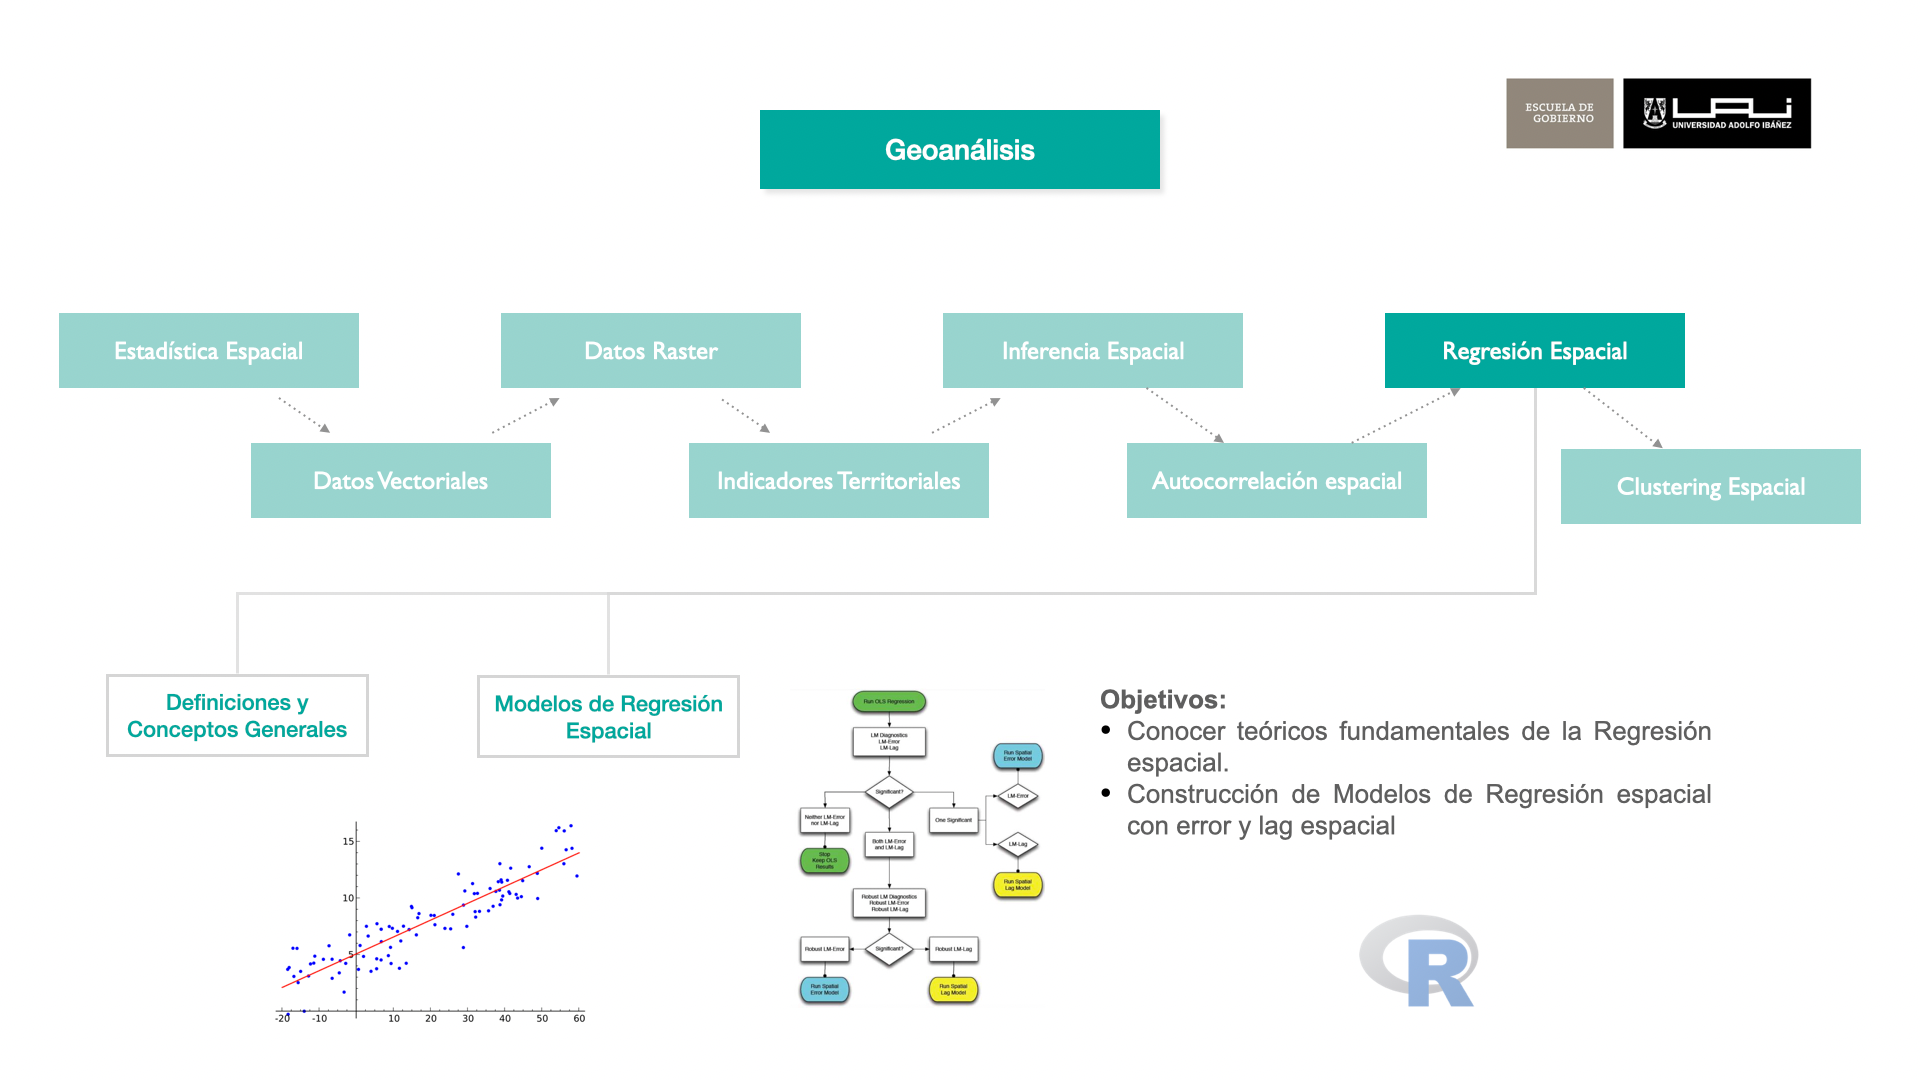 ESCUELA DE
GOBIERNO
UAI
UNIVERSIDAD ADOLFO IBÁÑEZ
Geoanálisis
Estadística Espacial
Datos Raster
Inferencia Espacial
Regresión Espacial
Datos Vectoriales
Indicadores Territoriales
Autocorrelación espacial
Clustering Espacial
Definiciones y
Conceptos Generales
Modelos de Regresión
Espacial
Run OLS Regression
LM Diagnostics
LM-Error
LM-Lag
Significant?
Neither LM-Error
nor LM-Lag
Stop
Keep OLS
Results
Both LM-Error
and LM-Lag
One Significant
Run Spatial
Error Model
LM-Error
LM-Lag
Run Spatial
Lag Model
Robust LM Diagnostics
Robust LM-Error
Robust LM-Lag
Robust LM-Error
Significant?
Robust LM-Lag
Run Spatial
Error Model
Run Spatial
Lag Model
Objetivos:
• Conocer teóricos fundamentales de la Regresión
espacial.
• Construcción de Modelos de Regresión espacial
con error y lag espacial
15
10
5
-20 -10 10 20 30 40 50 60
R